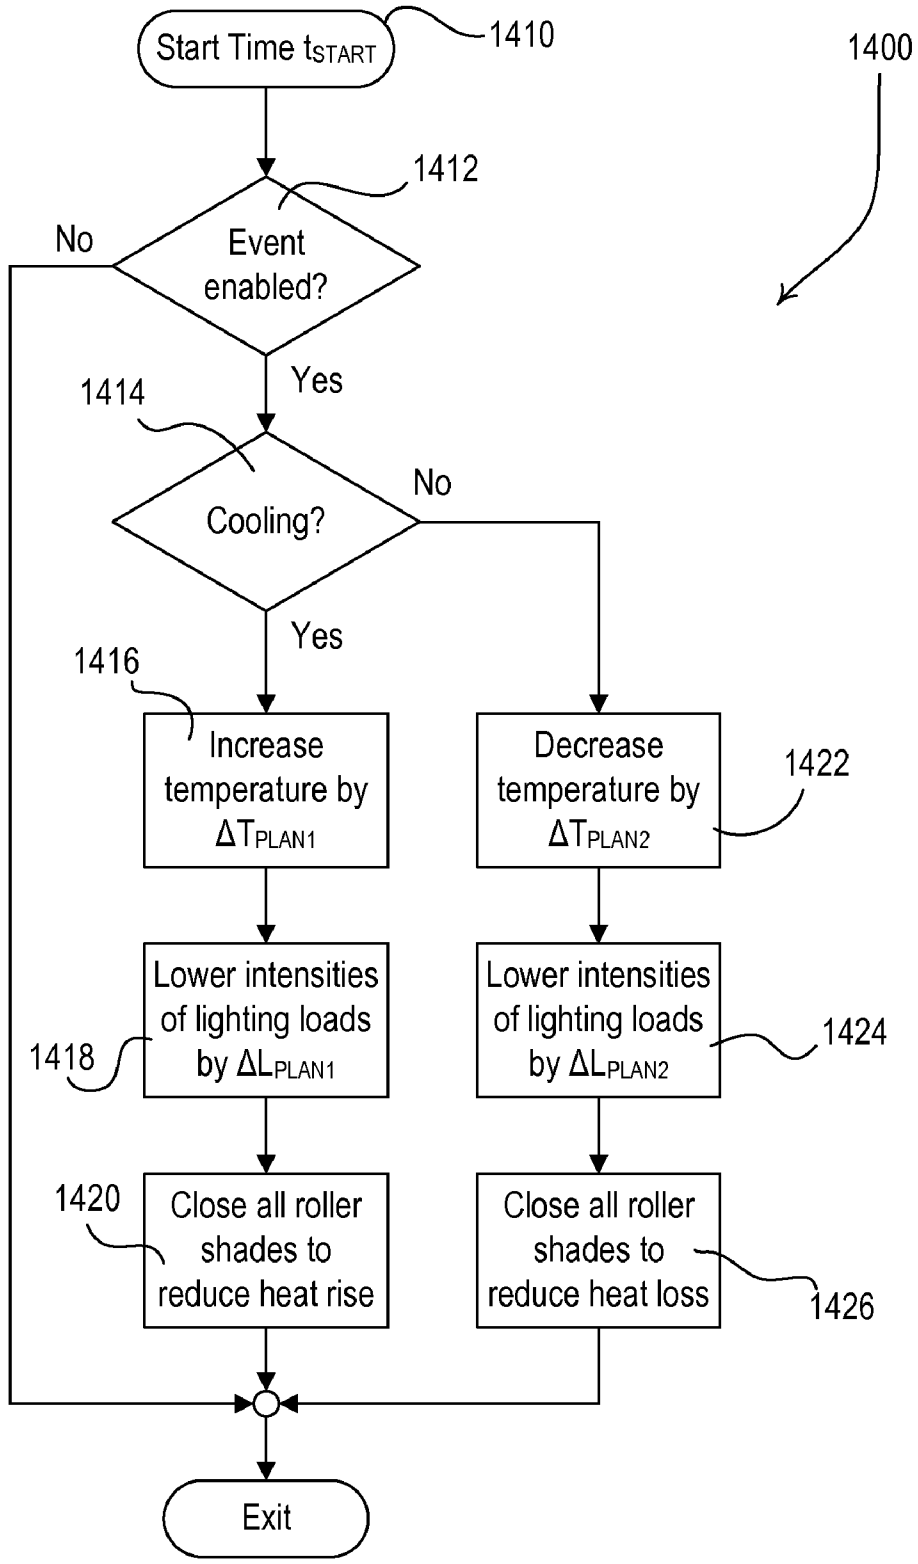 Start Time tSTART
1410
1400
1412
No
Event
enabled?
Yes
1414
No
Cooling?
Yes
1416
Increase
temperature by
ΔTPLAN1
Decrease
temperature by
ΔTPLAN2
1422
Lower intensities
of lighting loads
by ΔLPLAN1
1418
Lower intensities
of lighting loads
by ΔLPLAN2
1424
1420
Close all roller
shades to
reduce heat rise
Close all roller
shades to
reduce heat loss
1426
Exit